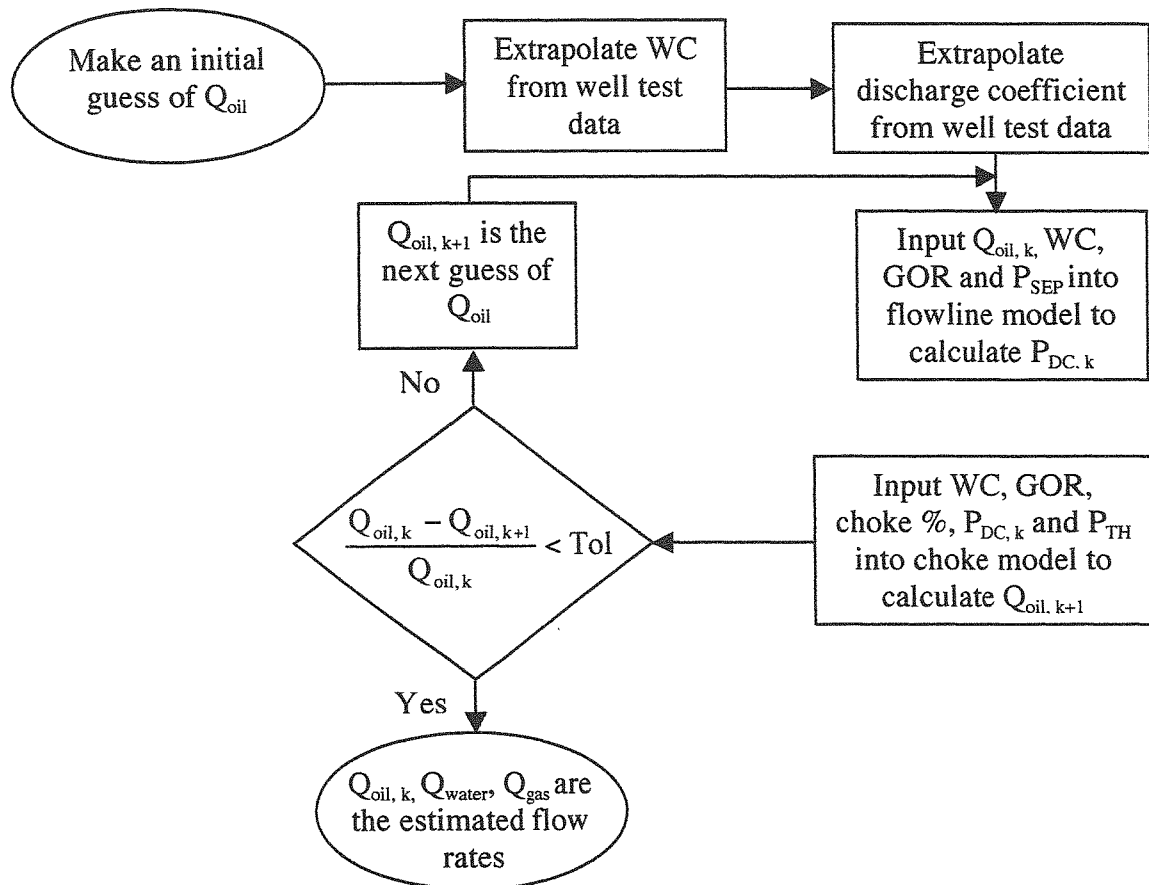 Make an initial
guess of Q_oil
Extrapolate WC
from well test
data
Extrapolate
discharge coefficient
from well test data
Q_oil, k+1 is the
next guess of
Q_oil
Input Q_oil, k, WC,
GOR and P_SEP into
flowline model to
calculate P_DC, k
No
Q_oil,k − Q_oil,k+1
Q_oil,k
< Tol
Input WC, GOR,
choke %, P_DC, k and P_TH
into choke model to
calculate Q_oil, k+1
Yes
Q_oil, k, Q_water, Q_gas are
the estimated flow
rates